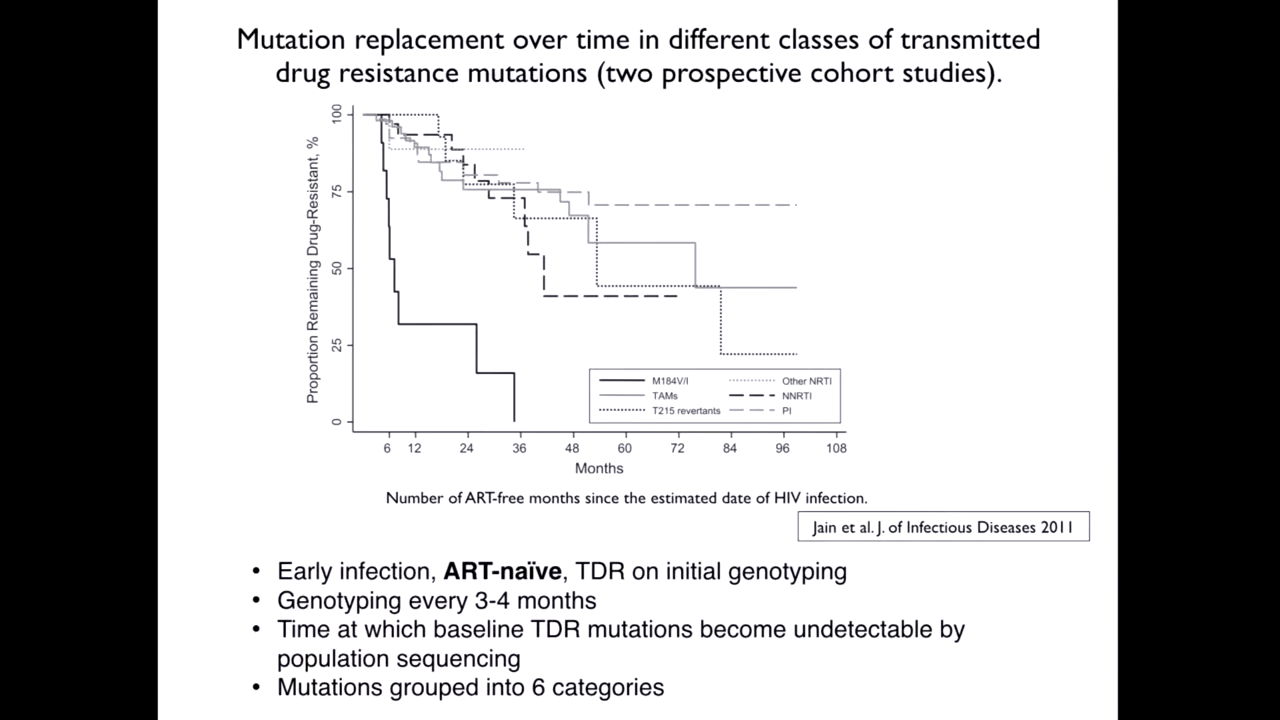 Mutation replacement over time in different classes of transmitted
drug resistance mutations (two prospective cohort studies).
Proportion Remaining Drug-Resistant, %
100
75
50
25
0
M184V/I
TAMs
T215 revertants
Other NRTI
NNRTI
PI
6 12 24 36 48 60 72 84 96 108
Months
Number of ART-free months since the estimated date of HIV infection.
Jain et al. J. of Infectious Diseases 2011
• Early infection, ART-naïve, TDR on initial genotyping
• Genotyping every 3-4 months
• Time at which baseline TDR mutations become undetectable by
population sequencing
• Mutations grouped into 6 categories